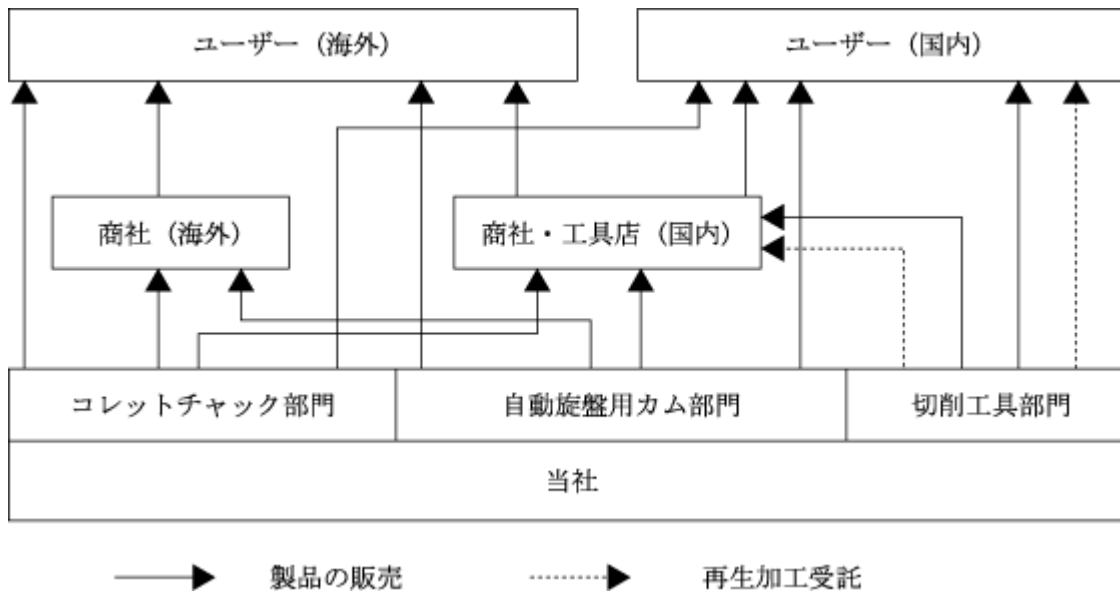 ユーザー（海外）
ユーザー（国内）
商社（海外）
商社・工具店（国内）
コレットチャック部門
自動旋盤用カム部門
切削工具部門
当社
製品の販売
再生加工受託